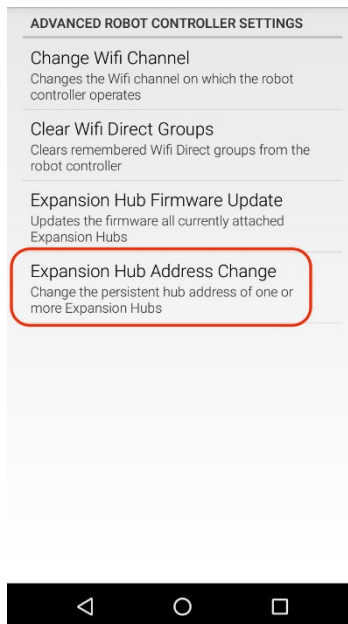 ADVANCED ROBOT CONTROLLER SETTINGS
Change Wifi Channel
Changes the Wifi channel on which the robot
controller operates
Clear Wifi Direct Groups
Clears remembered Wifi Direct groups from the
robot controller
Expansion Hub Firmware Update
Updates the firmware all currently attached
Expansion Hubs
Expansion Hub Address Change
Change the persistent hub address of one or
more Expansion Hubs